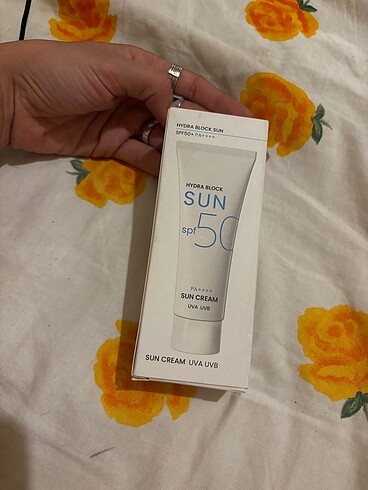 HYDRA BLOCK SUN
SPF50+ PA++++
HYDRA BLOCK
SUN
spf50
PA++++
SUN CREAM
UVA UVB
SUN CREAM UVA UVB